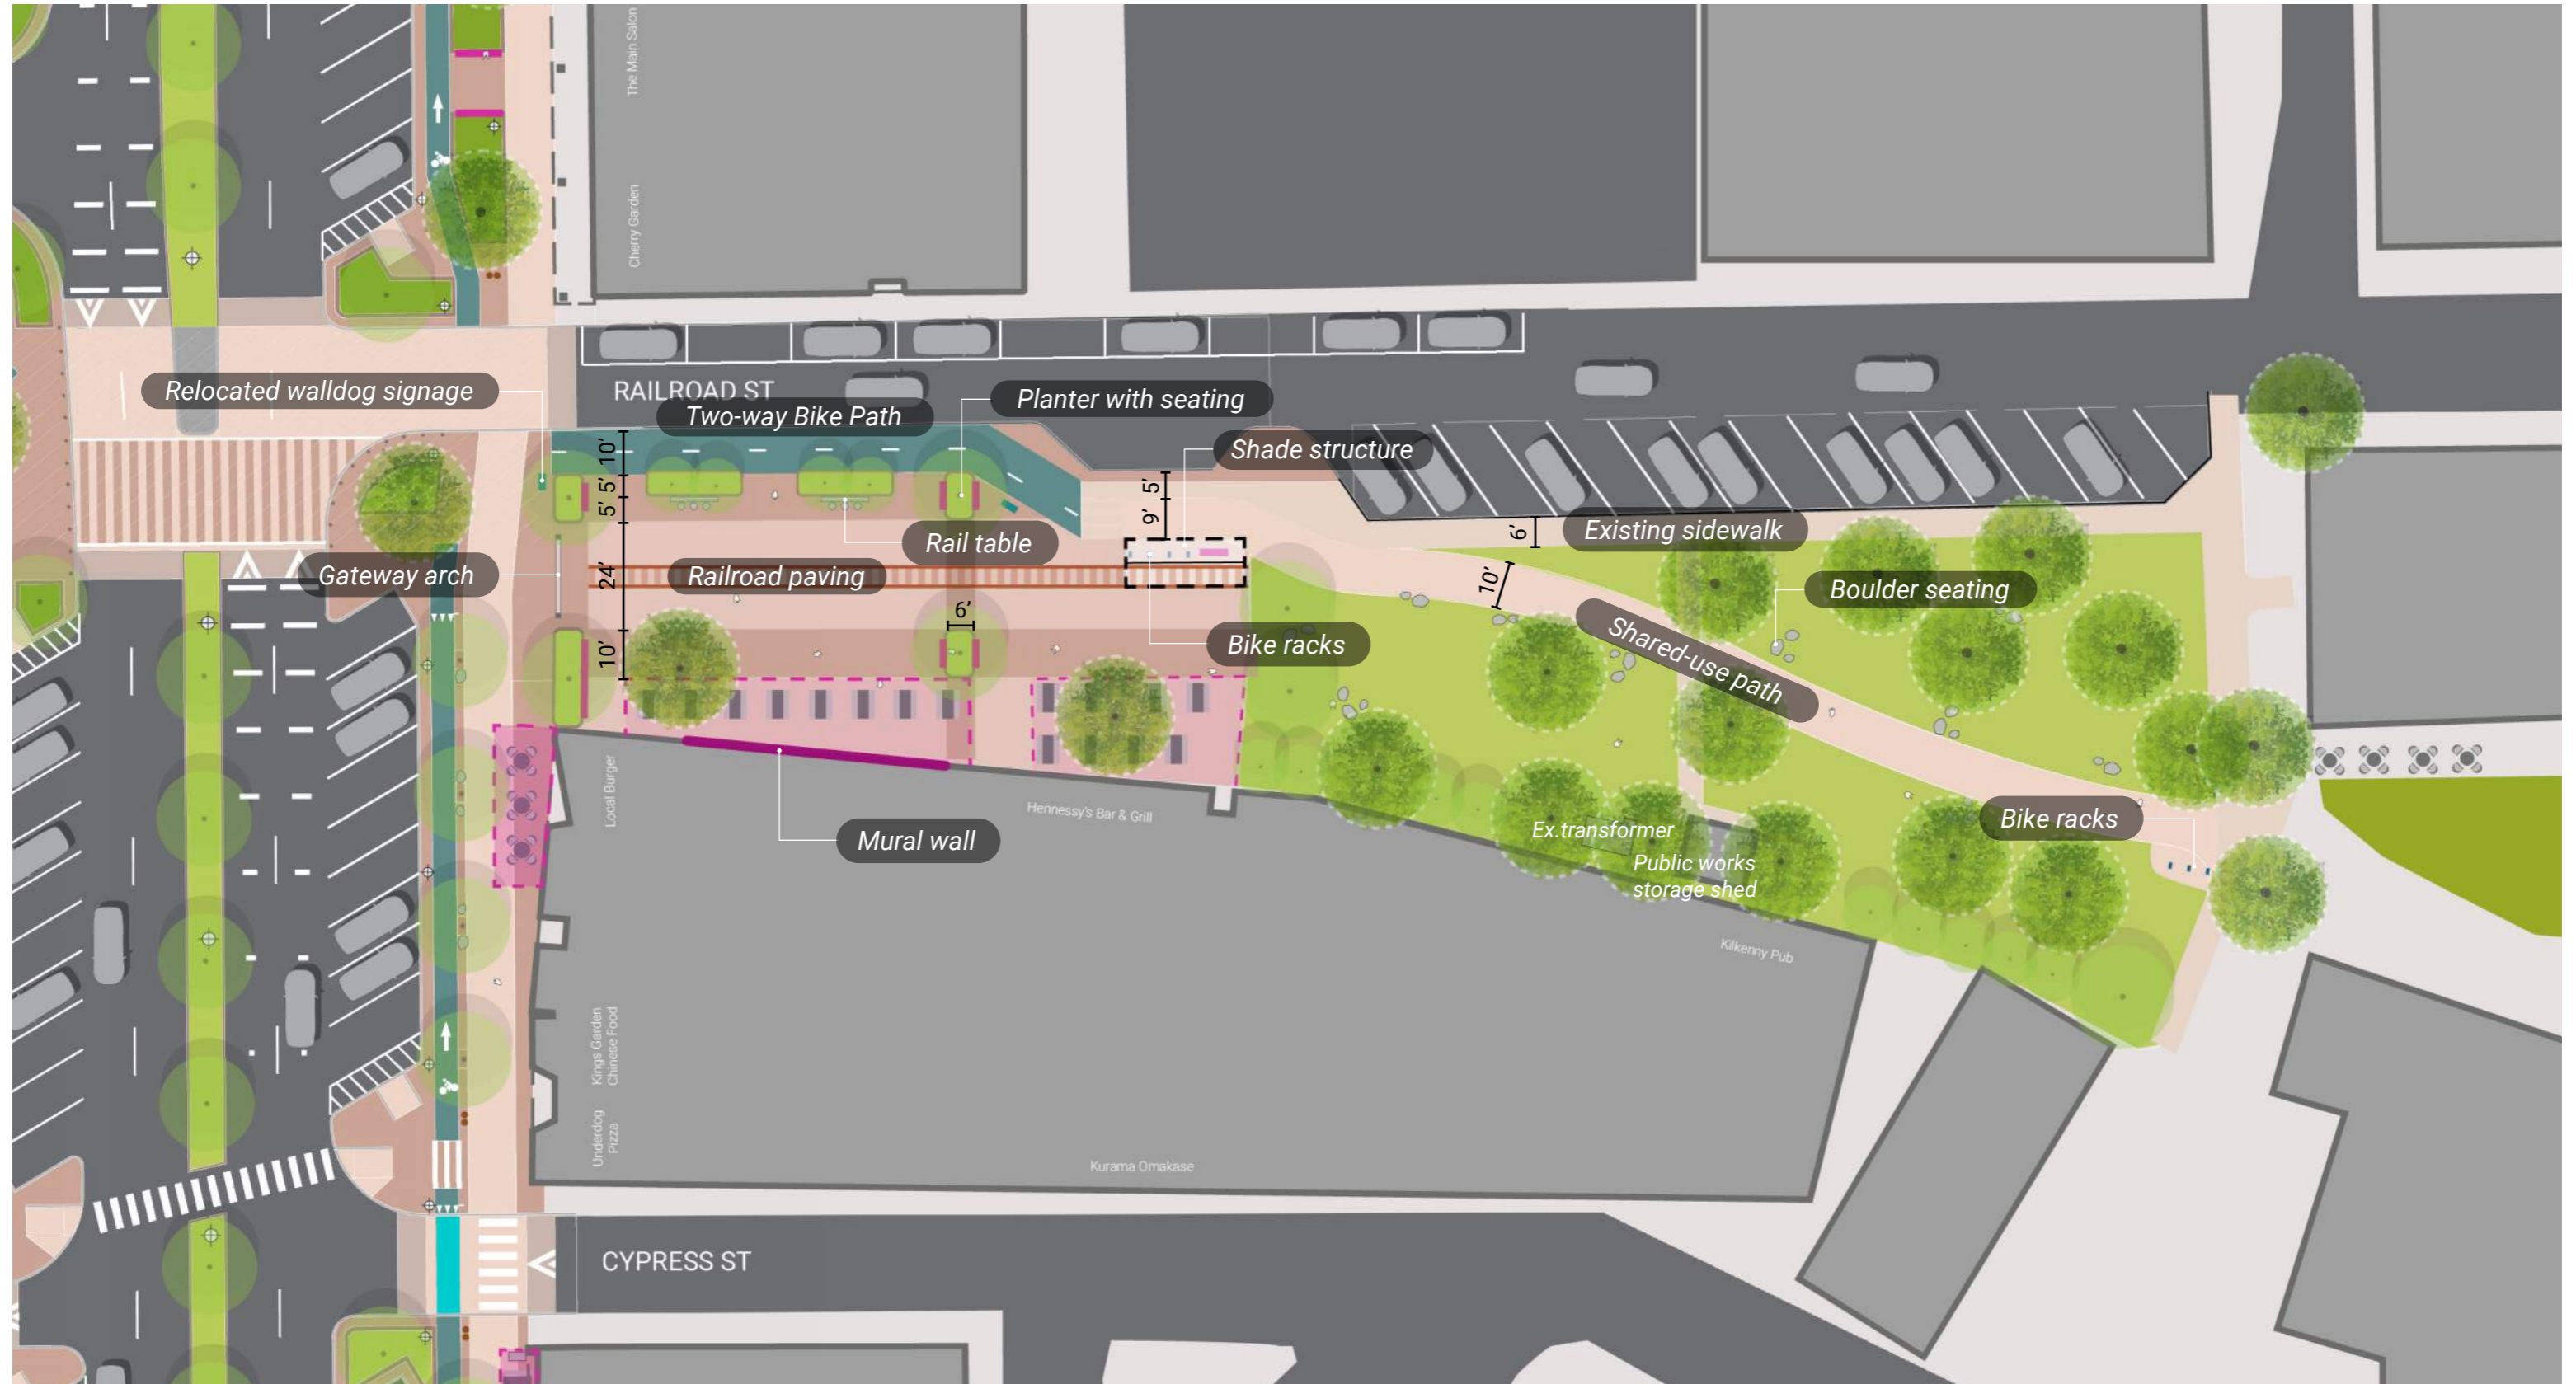 The Main Salon
Cherry Garden
RAILROAD ST
Relocated walldog signage
Two-way Bike Path
Planter with seating
Shade structure
10'
5'
5'
24'
10'
5'
9'
6'
Existing sidewalk
Rail table
Gateway arch
Railroad paving
6'
10'
Boulder seating
Bike racks
Shared-use path
Local Burger
Mural wall
Hennessy's Bar & Grill
Bike racks
Ex.transformer
Public works
storage shed
Kilkenny Pub
Kings Garden
Chinese Food
Underdog
Pizza
Kurama Omakase
CYPRESS ST